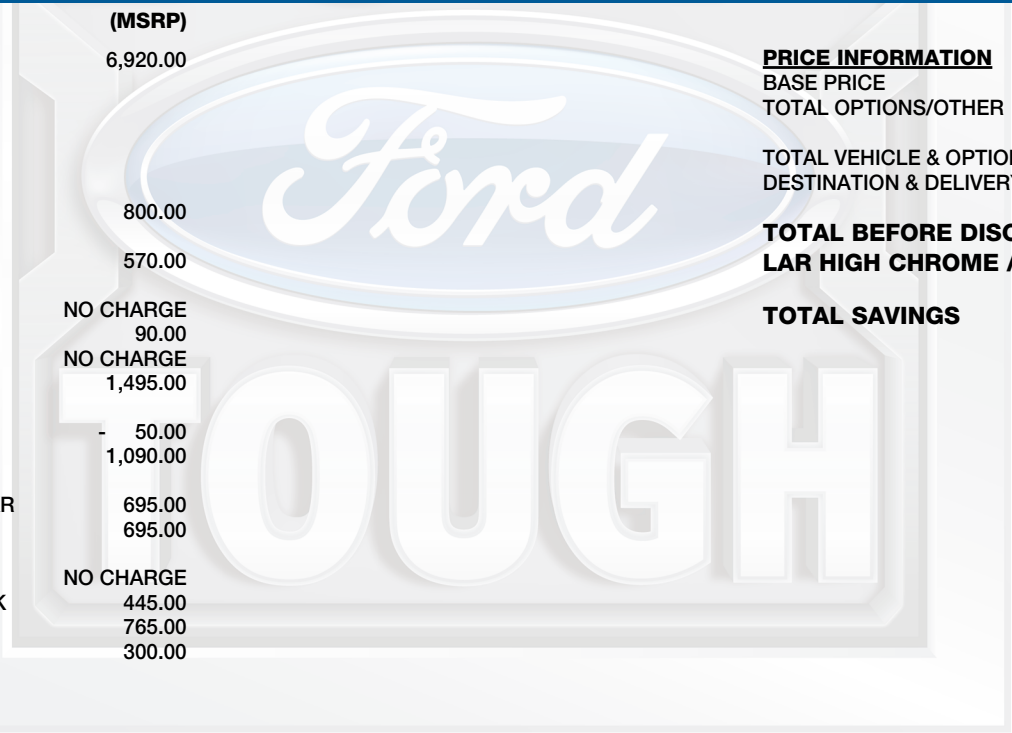 (MSRP)
6,920.00
800.00
570.00
NO CHARGE
90.00
NO CHARGE
1,495.00
- 50.00
1,090.00
R 695.00
695.00
NO CHARGE
K 445.00
765.00
300.00
PRICE INFORMATION
BASE PRICE
TOTAL OPTIONS/OTHER
TOTAL VEHICLE & OPTION
DESTINATION & DELIVERY
TOTAL BEFORE DISC
LAR HIGH CHROME A
TOTAL SAVINGS
Ford
TOUGH